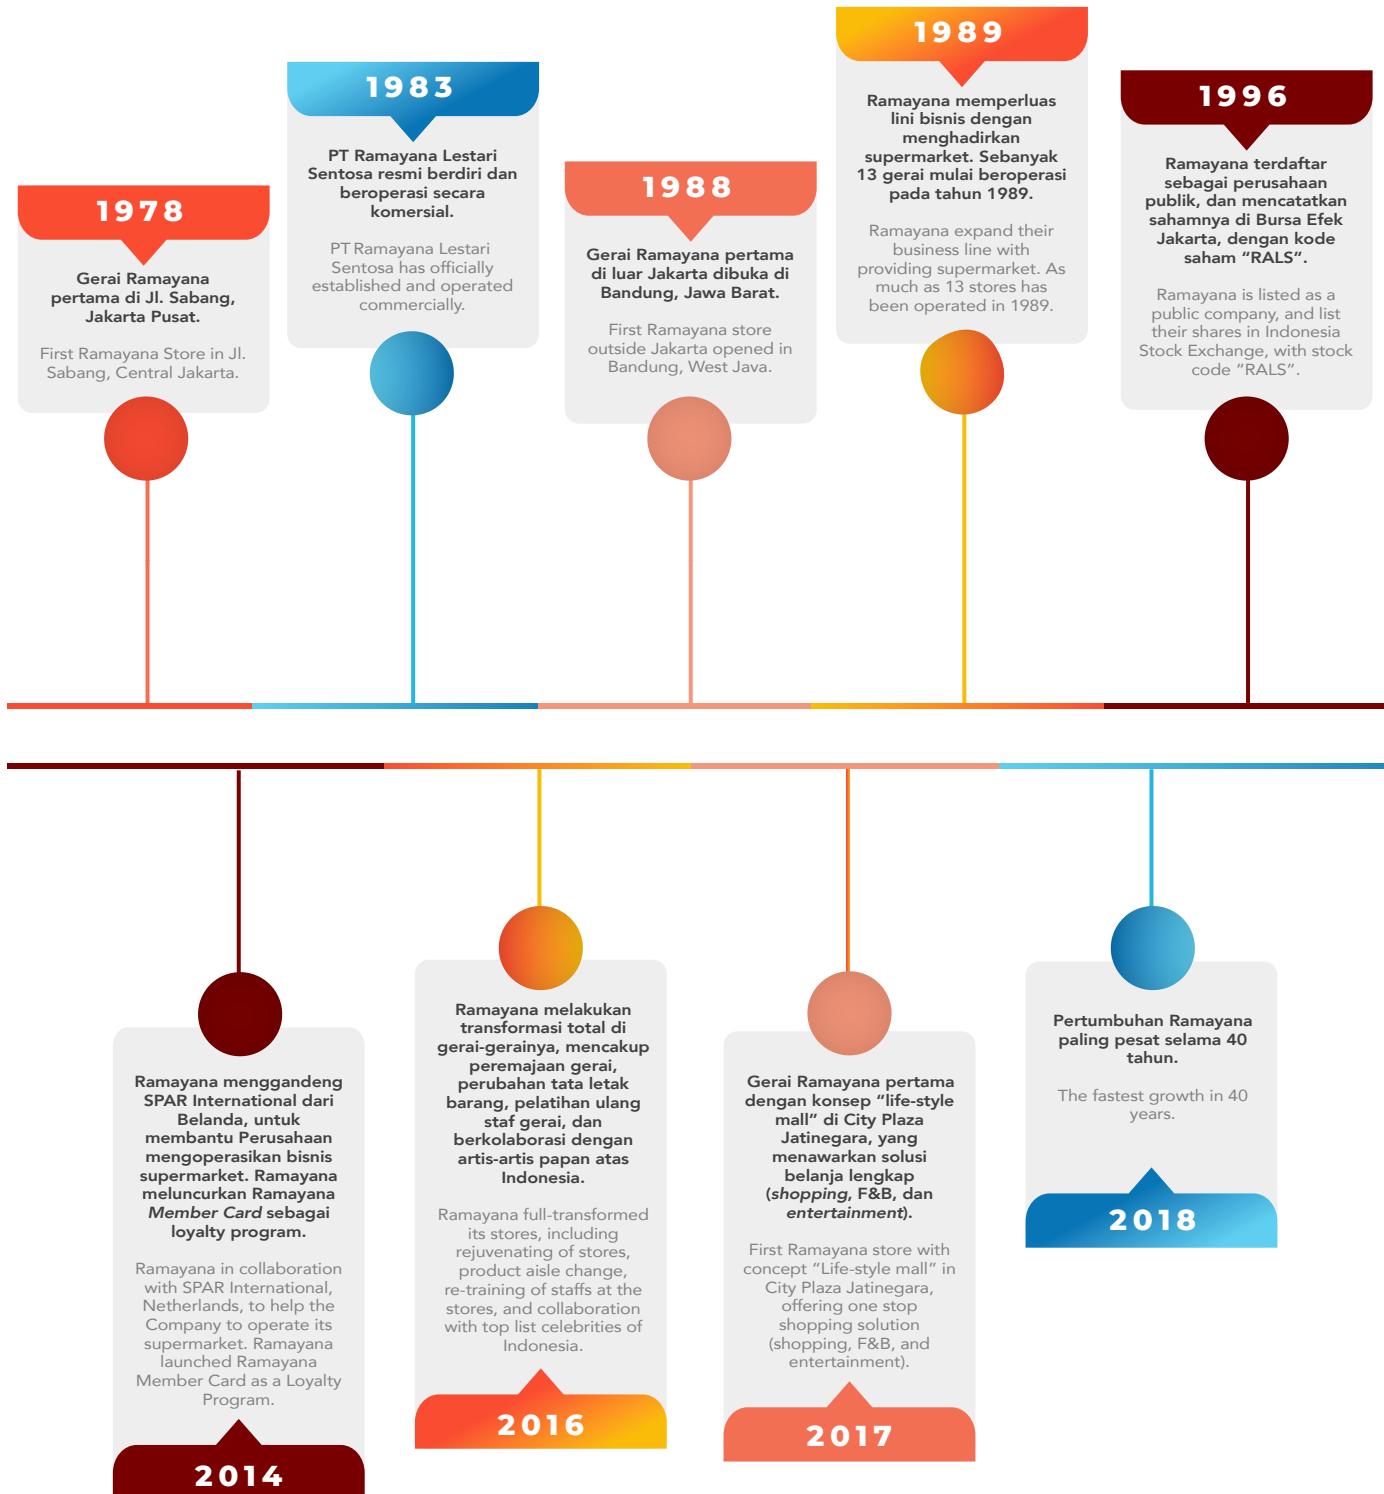 1978
Gerai Ramayana
pertama di Jl. Sabang,
Jakarta Pusat.
First Ramayana Store in Jl.
Sabang, Central Jakarta.
1983
PT Ramayana Lestari
Sentosa resmi berdiri dan
beroperasi secara
komersial.
PT Ramayana Lestari
Sentosa has officially
established and operated
commercially.
1988
Gerai Ramayana pertama
di luar Jakarta dibuka di
Bandung, Jawa Barat.
First Ramayana store
outside Jakarta opened in
Bandung, West Java.
1989
Ramayana memperluas
lini bisnis dengan
menghadirkan
supermarket. Sebanyak
13 gerai mulai beroperasi
pada tahun 1989.
Ramayana expand their
business line with
providing supermarket. As
much as 13 stores has
been operated in 1989.
1996
Ramayana terdaftar
sebagai perusahaan
publik, dan mencatatkan
sahamnya di Bursa Efek
Jakarta, dengan kode
saham “RALS”.
Ramayana is listed as a
public company, and list
their shares in Indonesia
Stock Exchange, with stock
code “RALS”.
Ramayana menggandeng
SPAR International dari
Belanda, untuk
membantu Perusahaan
mengoperasikan bisnis
supermarket. Ramayana
meluncurkan Ramayana
Member Card sebagai
loyalty program.
Ramayana in collaboration
with SPAR International,
Netherlands, to help the
Company to operate its
supermarket. Ramayana
launched Ramayana
Member Card as a Loyalty
Program.
2014
Ramayana melakukan
transformasi total di
gerai-gerainya, mencakup
peremajaan gerai,
perubahan tata letak
barang, pelatihan ulang
staf gerai, dan
berkolaborasi dengan
artis-artis papan atas
Indonesia.
Ramayana full-transformed
its stores, including
rejuvenating of stores,
product aisle change,
re-training of staffs at the
stores, and collaboration
with top list celebrities of
Indonesia.
2016
Gerai Ramayana pertama
dengan konsep “life-style
mall” di City Plaza
Jatinegara, yang
menawarkan solusi
belanja lengkap
(shopping, F&B, dan
entertainment).
First Ramayana store with
concept “Life-style mall” in
City Plaza Jatinegara,
offering one stop
shopping solution
(shopping, F&B, and
entertainment).
2017
Pertumbuhan Ramayana
paling pesat selama 40
tahun.
The fastest growth in 40
years.
2018